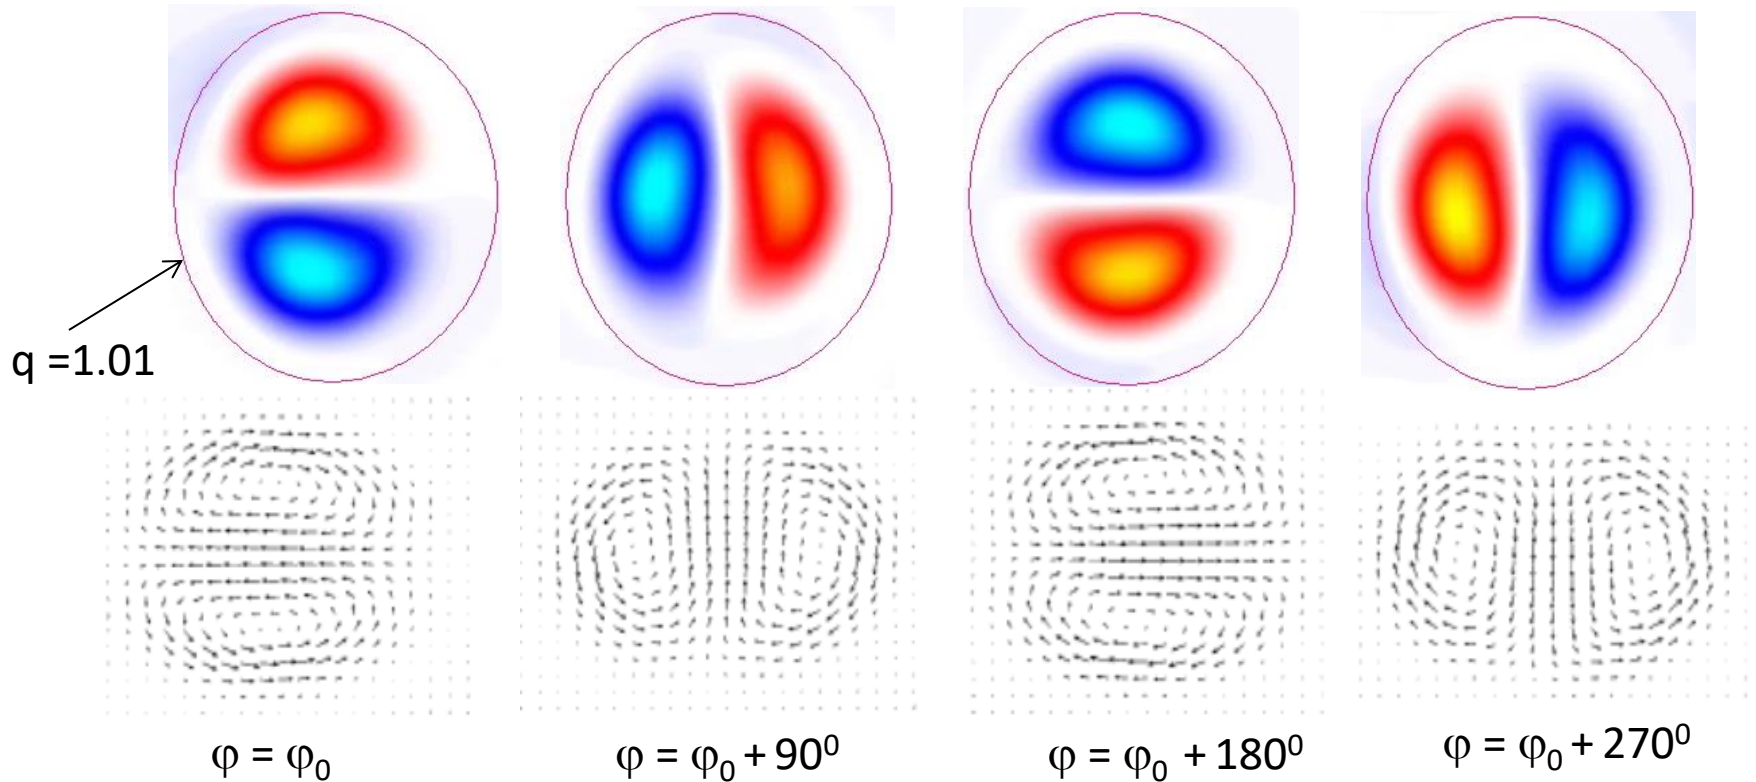 q =1.01
φ = φ₀
φ = φ₀ + 90⁰
φ = φ₀ + 180⁰
φ = φ₀ + 270⁰